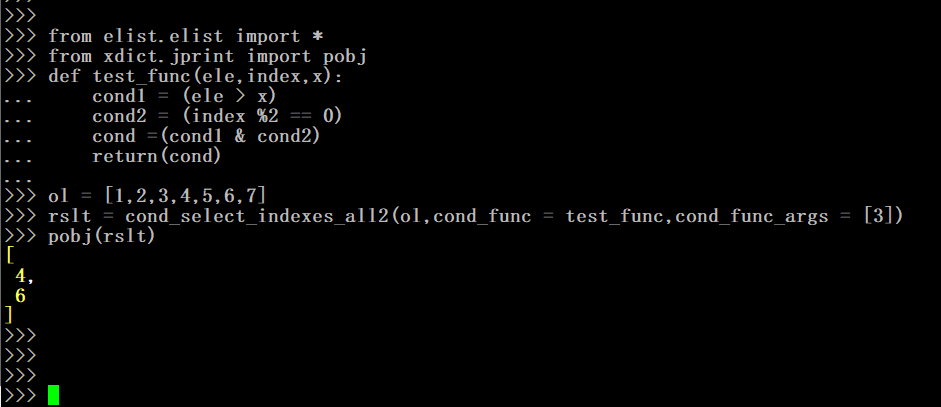 >>>
>>>
>>> from elist.elist import *
>>> from xdict.jprint import pobj
>>> def test_func(ele,index,x):
...     cond1 = (ele > x)
...     cond2 = (index %2 == 0)
...     cond =(cond1 & cond2)
...     return(cond)
...
>>> ol = [1,2,3,4,5,6,7]
>>> rslt = cond_select_indexes_all2(ol,cond_func = test_func,cond_func_args = [3])
>>> pobj(rslt)
[
 4,
 6
]
>>>
>>>
>>>
>>>